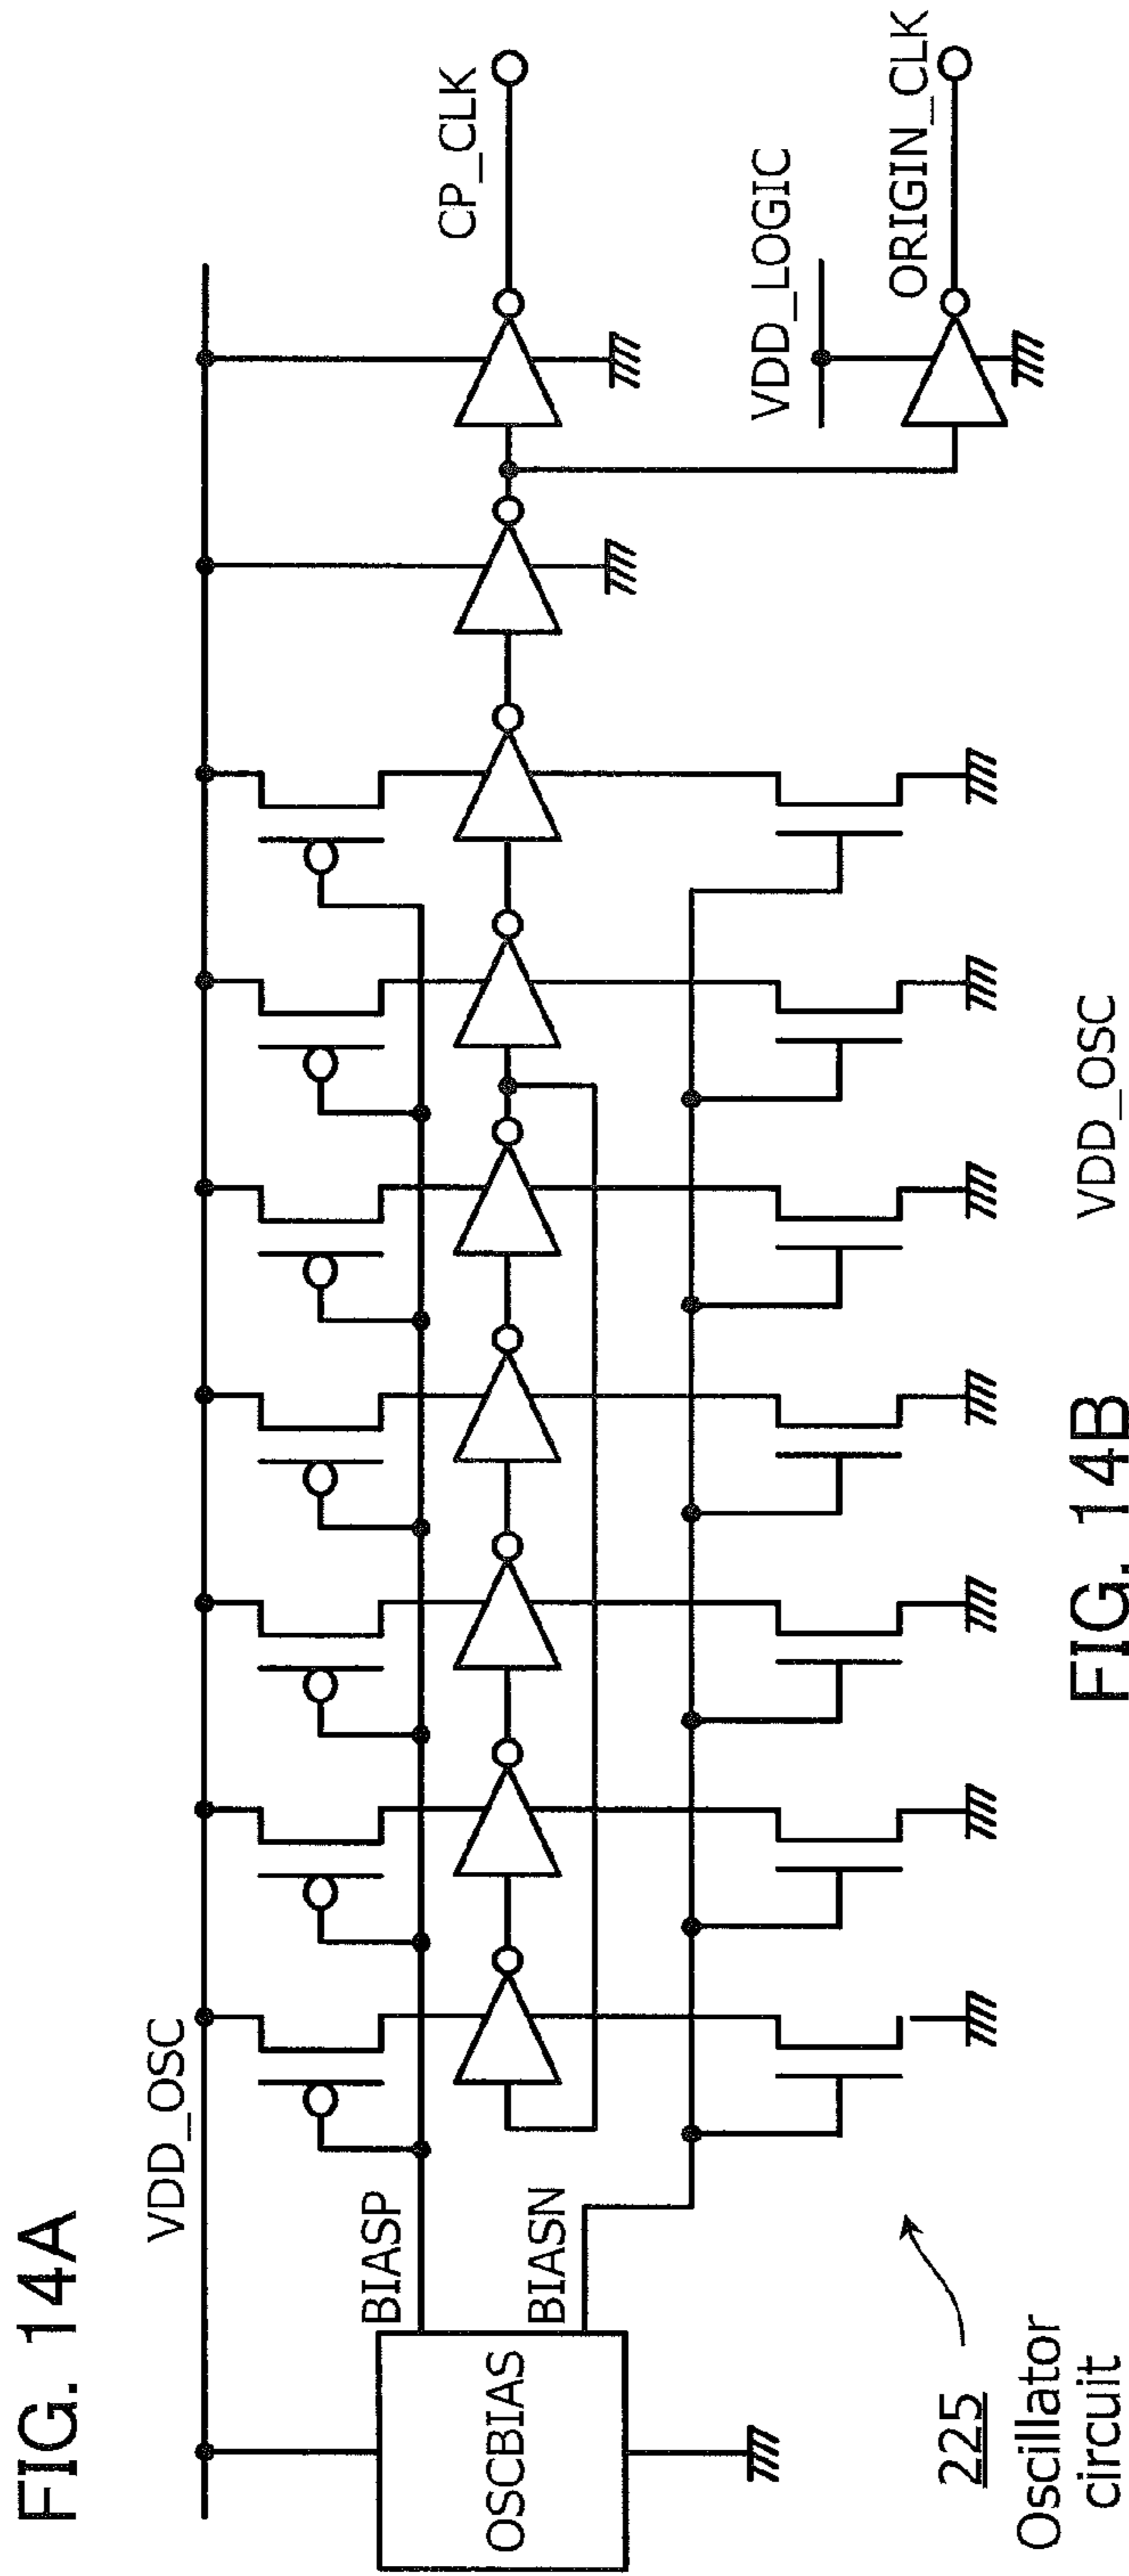 FIG. 14A
VDD_OSC
CP_CLK
BIASP
OSCBIAS
BIASN
VDD_LOGIC
ORIGIN_CLK
225
Oscillator
circuit
FIG. 14B
VDD_OSC